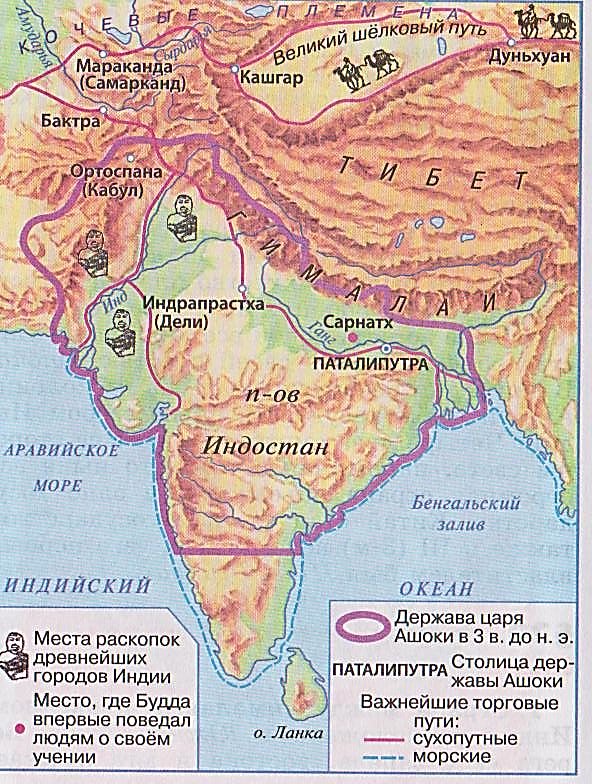 КОЧЕВЫЕ ПЛЕМЕНА
Амударья
Сырдарья
Великий шёлковый путь
Мараканда
(Самарканд)
Кашгар
Дуньхуан
Бактра
Ортоспана
(Кабул)
ТИБЕТ
ГИМАЛАИ
Инд
Индрапрастха
(Дели)
Ганг
Сарнатх
ПАТАЛИПУТРА
п-ов
Индостан
АРАВИЙСКОЕ
МОРЕ
Бенгальский
залив
ИНДИЙСКИЙ
ОКЕАН
о. Ланка
Места раскопок
древнейших
городов Индии
Место, где Будда
впервые поведал
людям о своём
учении
Держава царя
Ашоки в 3 в. до н. э.
ПАТАЛИПУТРА Столица дер-
жавы Ашоки
Важнейшие торговые
пути:
сухопутные
морские